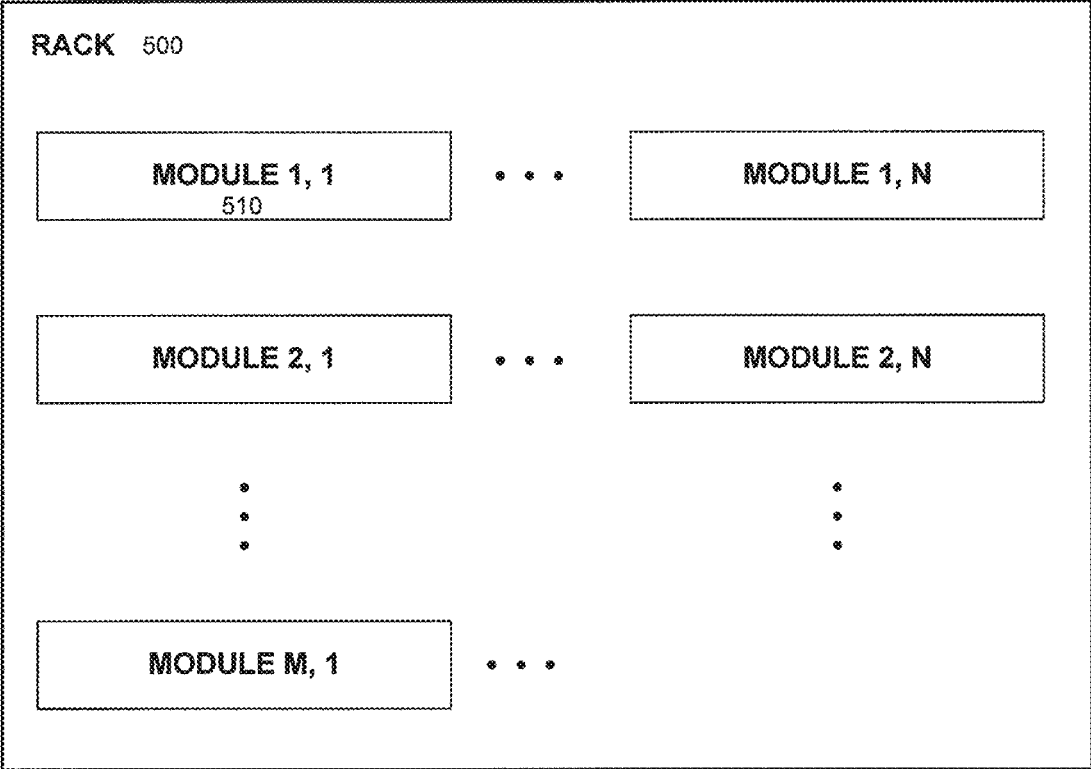 RACK 500
MODULE 1, 1
510
MODULE 1, N
MODULE 2, 1
MODULE 2, N
MODULE M, 1